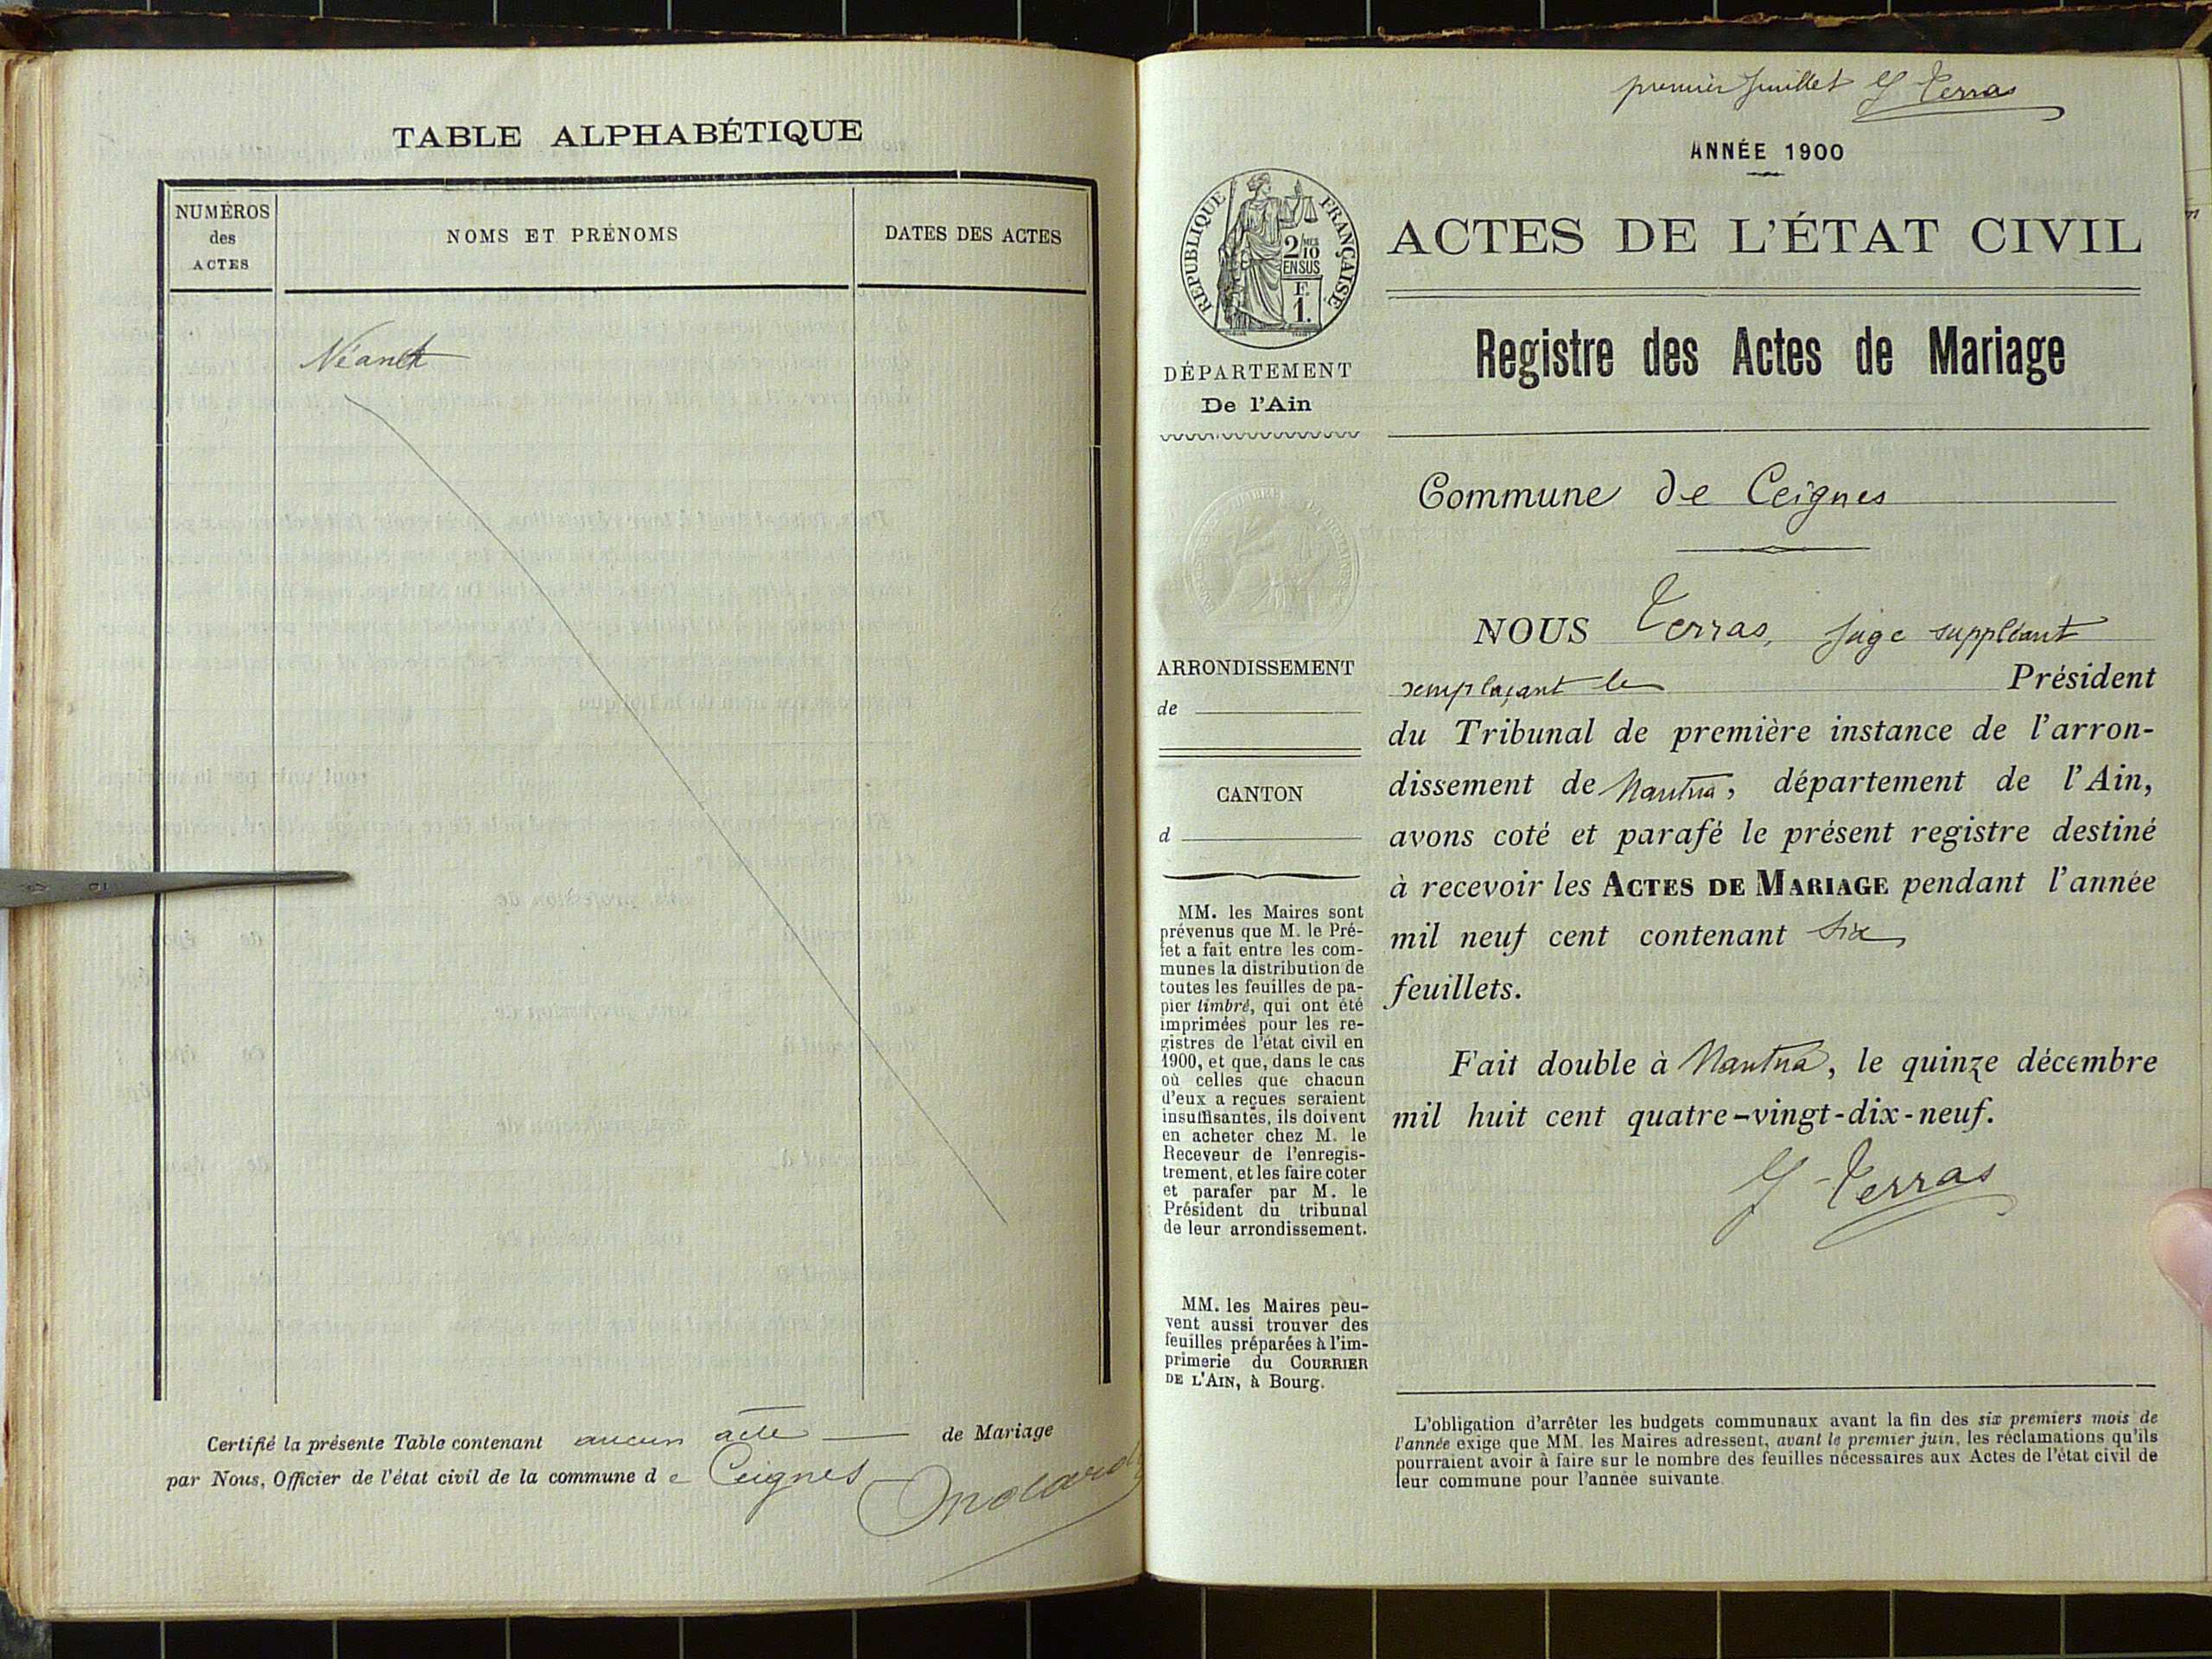 TABLE ALPHABÉTIQUE
NUMÉROS
des
ACTES
NOMS ET PRÉNOMS
DATES DES ACTES
Néant
Certifié la présente Table contenant aucun acte de Mariage
par Nous, Officier de l'état civil de la commune de Ceignes
premier feuillet G Terras
ANNÉE 1900
RÉPUBLIQUE FRANÇAISE
2/10
EN SUS
F.
1.
DÉPARTEMENT
De l'Ain
ACTES DE L'ÉTAT CIVIL
Registre des Actes de Mariage
Commune de Ceignes
ARRONDISSEMENT
de
CANTON
d
MM. les Maires sont
prévenus que M. le Pré-
fet a fait entre les com-
munes la distribution de
toutes les feuilles de pa-
pier timbré, qui ont été
imprimées pour les re-
gistres de l'état civil en
1900, et que, dans le cas
où celles que chacun
d'eux a reçues seraient
insuffisantes, ils doivent
en acheter chez M. le
Receveur de l'enregis-
trement, et les faire coter
et parafer par M. le
Président du tribunal
de leur arrondissement.
MM. les Maires peu-
vent aussi trouver des
feuilles préparées à l'im-
primerie du COURRIER
DE L'AIN, à Bourg.
NOUS Terras, juge suppléant
remplaçant le Président
du Tribunal de première instance de l'arron-
dissement de Nantua, département de l'Ain,
avons coté et parafé le présent registre destiné
à recevoir les ACTES DE MARIAGE pendant l'année
mil neuf cent contenant six
feuillets.
Fait double à Nantua, le quinze décembre
mil huit cent quatre-vingt-dix-neuf.
G Terras
L'obligation d'arrêter les budgets communaux avant la fin des six premiers mois de
l'année exige que MM. les Maires adressent, avant le premier juin, les réclamations qu'ils
pourraient avoir à faire sur le nombre des feuilles nécessaires aux Actes de l'état civil de
leur commune pour l'année suivante.